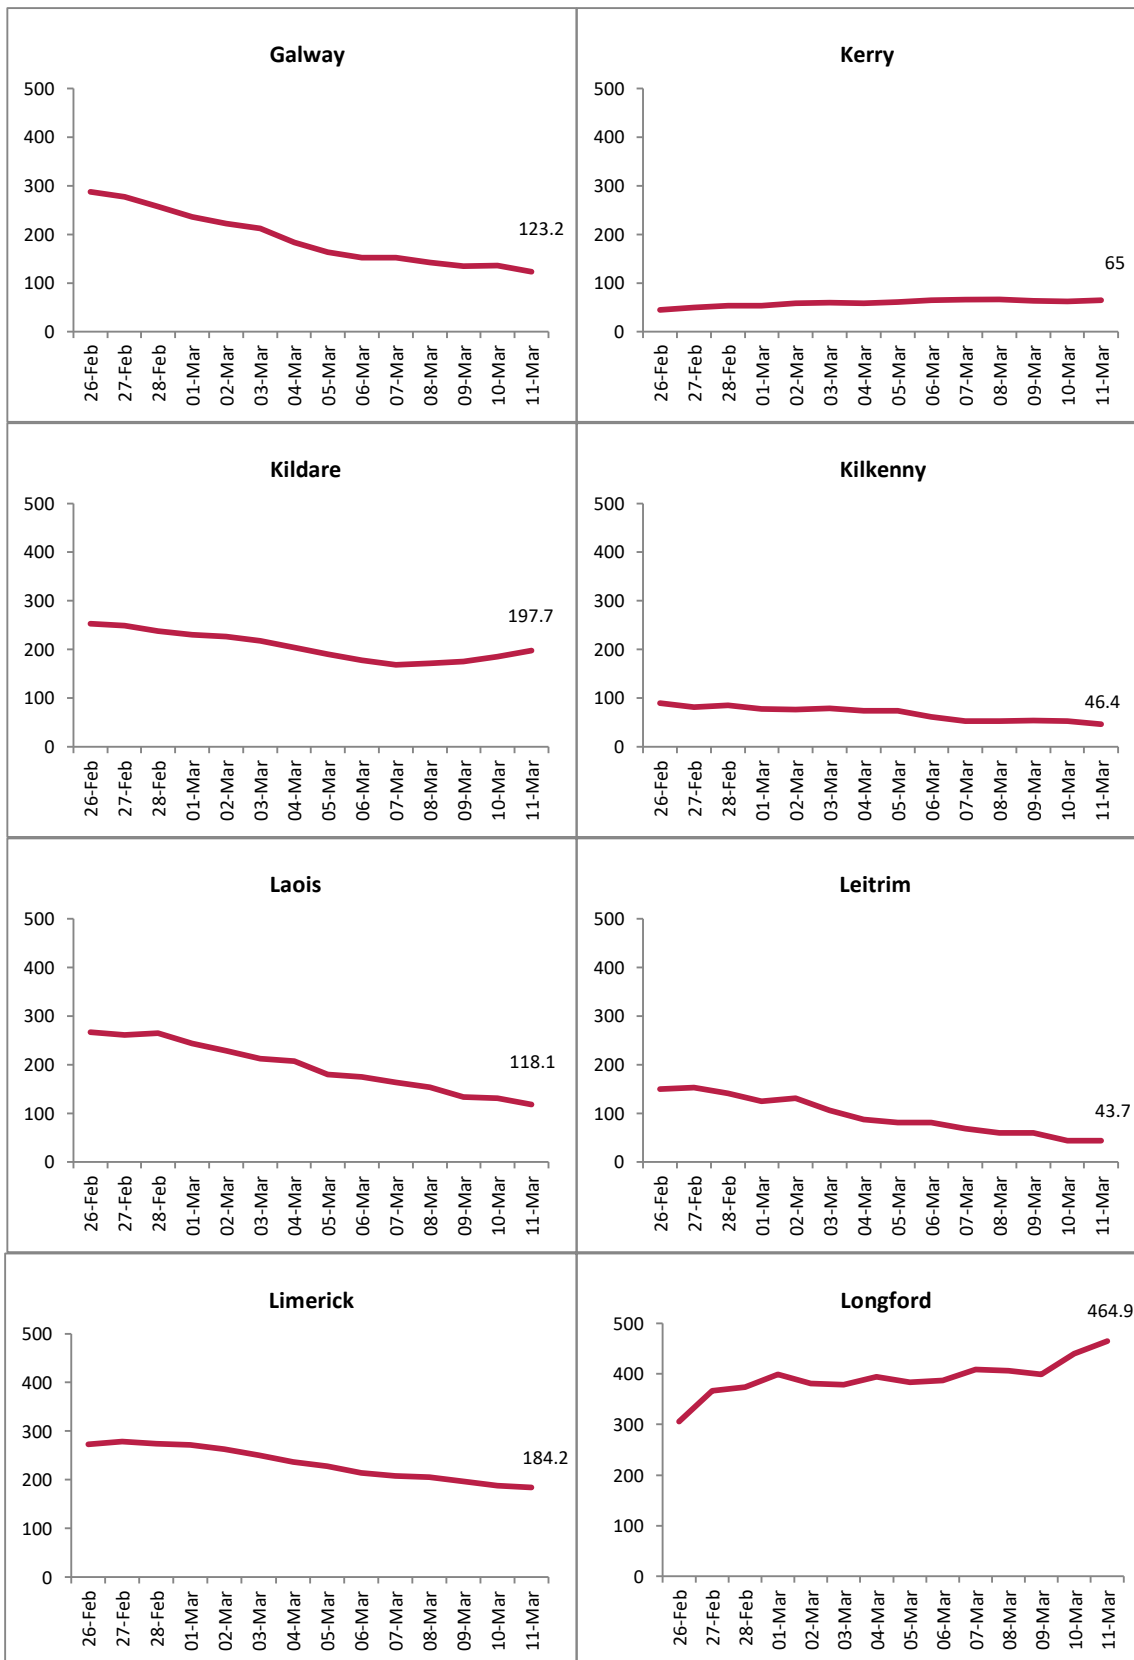 Galway
500
400
300
200
100
0
123.2
26-Feb
27-Feb
28-Feb
01-Mar
02-Mar
03-Mar
04-Mar
05-Mar
06-Mar
07-Mar
08-Mar
09-Mar
10-Mar
11-Mar
Kerry
500
400
300
200
100
0
65
26-Feb
27-Feb
28-Feb
01-Mar
02-Mar
03-Mar
04-Mar
05-Mar
06-Mar
07-Mar
08-Mar
09-Mar
10-Mar
11-Mar
Kildare
500
400
300
200
100
0
197.7
26-Feb
27-Feb
28-Feb
01-Mar
02-Mar
03-Mar
04-Mar
05-Mar
06-Mar
07-Mar
08-Mar
09-Mar
10-Mar
11-Mar
Kilkenny
500
400
300
200
100
0
46.4
26-Feb
27-Feb
28-Feb
01-Mar
02-Mar
03-Mar
04-Mar
05-Mar
06-Mar
07-Mar
08-Mar
09-Mar
10-Mar
11-Mar
Laois
500
400
300
200
100
0
118.1
26-Feb
27-Feb
28-Feb
01-Mar
02-Mar
03-Mar
04-Mar
05-Mar
06-Mar
07-Mar
08-Mar
09-Mar
10-Mar
11-Mar
Leitrim
500
400
300
200
100
0
43.7
26-Feb
27-Feb
28-Feb
01-Mar
02-Mar
03-Mar
04-Mar
05-Mar
06-Mar
07-Mar
08-Mar
09-Mar
10-Mar
11-Mar
Limerick
500
400
300
200
100
0
184.2
26-Feb
27-Feb
28-Feb
01-Mar
02-Mar
03-Mar
04-Mar
05-Mar
06-Mar
07-Mar
08-Mar
09-Mar
10-Mar
11-Mar
Longford
500
400
300
200
100
0
464.9
26-Feb
27-Feb
28-Feb
01-Mar
02-Mar
03-Mar
04-Mar
05-Mar
06-Mar
07-Mar
08-Mar
09-Mar
10-Mar
11-Mar